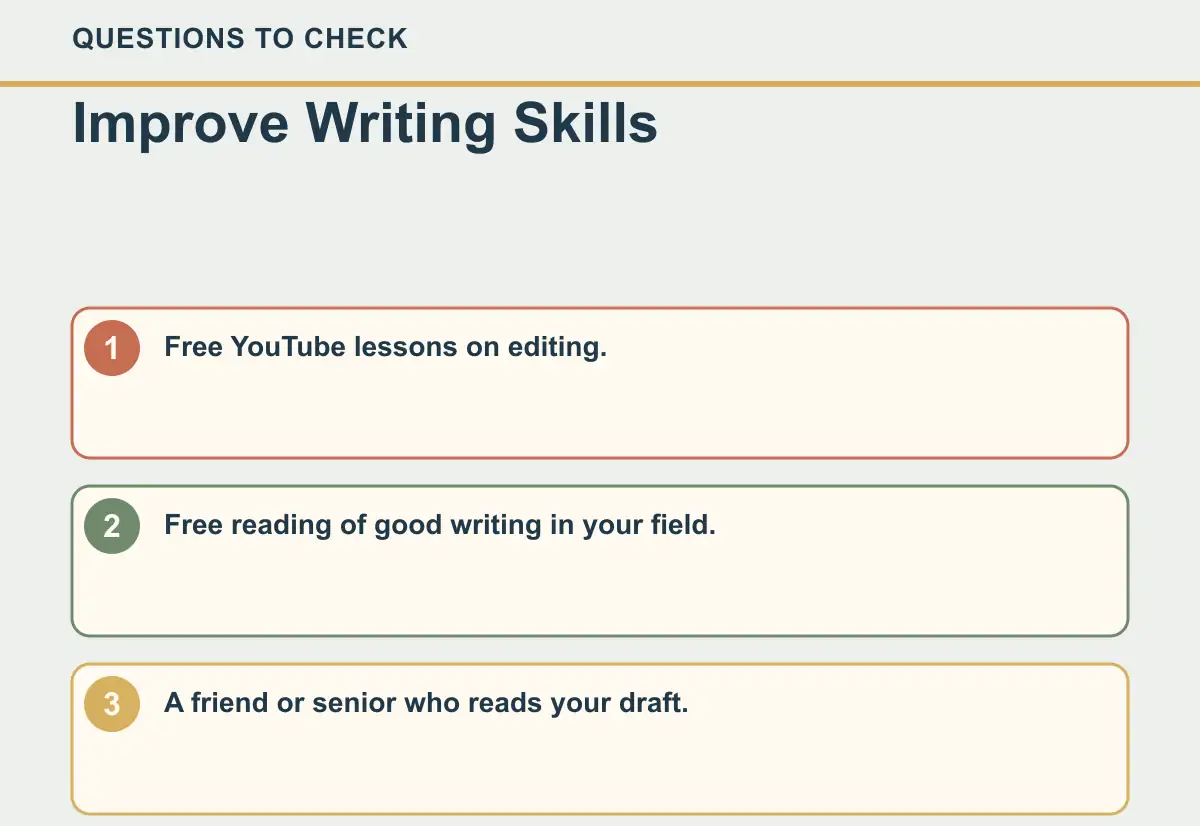 QUESTIONS TO CHECK
Improve Writing Skills
1 Free YouTube lessons on editing.
2 Free reading of good writing in your field.
3 A friend or senior who reads your draft.